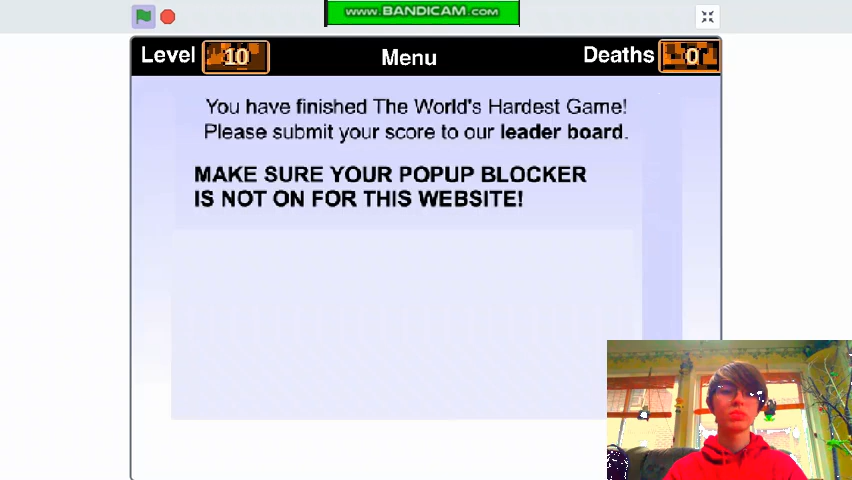 www.BANDICAM.com
Level 10 Menu Deaths 0
You have finished The World's Hardest Game!
Please submit your score to our leader board.
MAKE SURE YOUR POPUP BLOCKER
IS NOT ON FOR THIS WEBSITE!